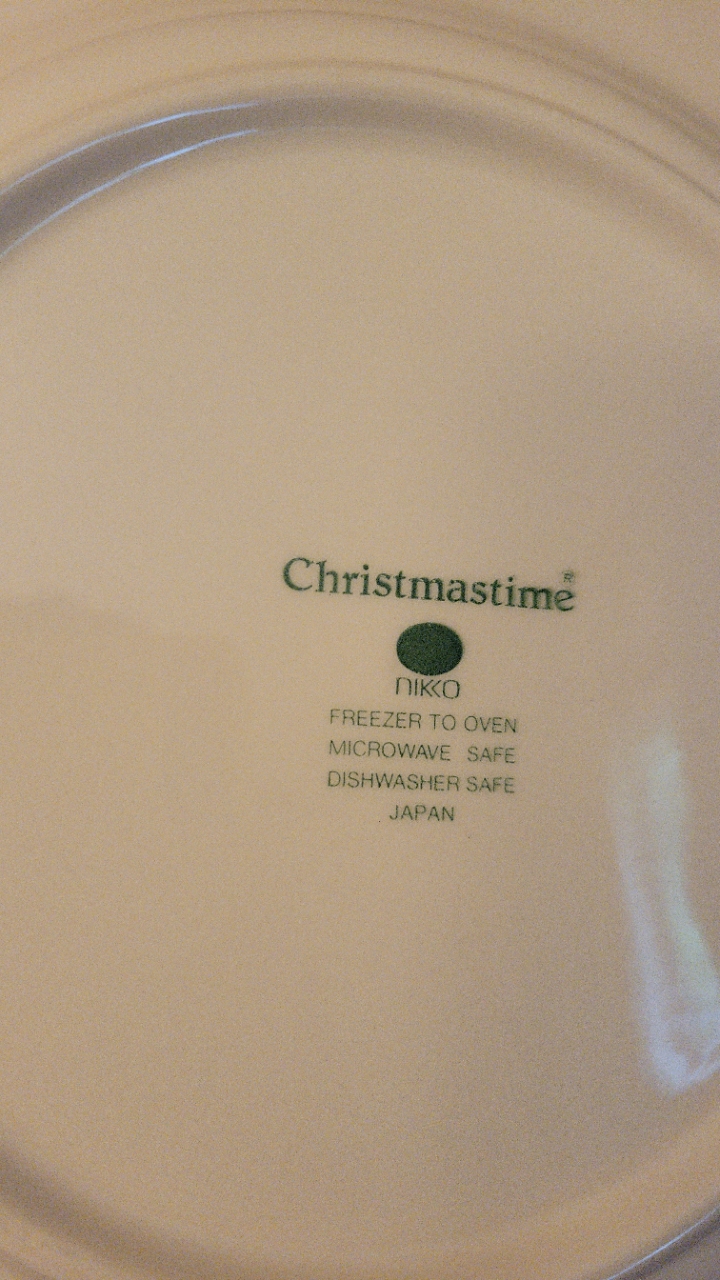 Christmastime®
NIKKO
FREEZER TO OVEN
MICROWAVE SAFE
DISHWASHER SAFE
JAPAN